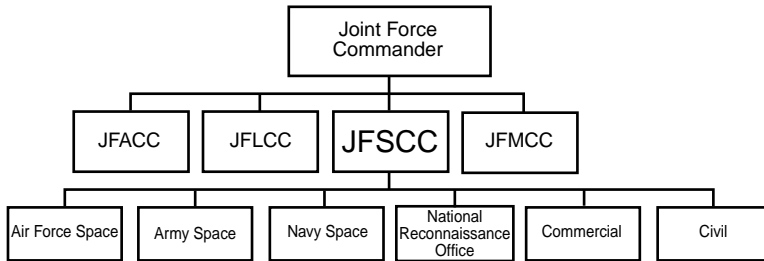 Joint Force
Commander
JFACC
JFLCC
JFSCC
JFMCC
Air Force Space
Army Space
Navy Space
National
Reconnaissance
Office
Commercial
Civil